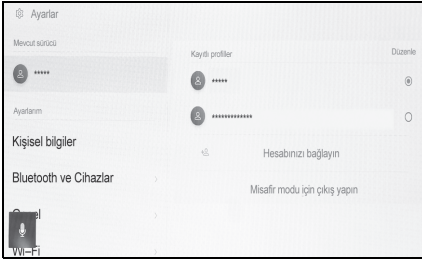 Ayarlar
Mevcut sürücü
*****
Ayarlarım
Kişisel bilgiler
Bluetooth ve Cihazlar
Wi-Fi
Kayıtlı profiller
Düzenle
*****
*************
Hesabınızı bağlayın
Misafir modu için çıkış yapın